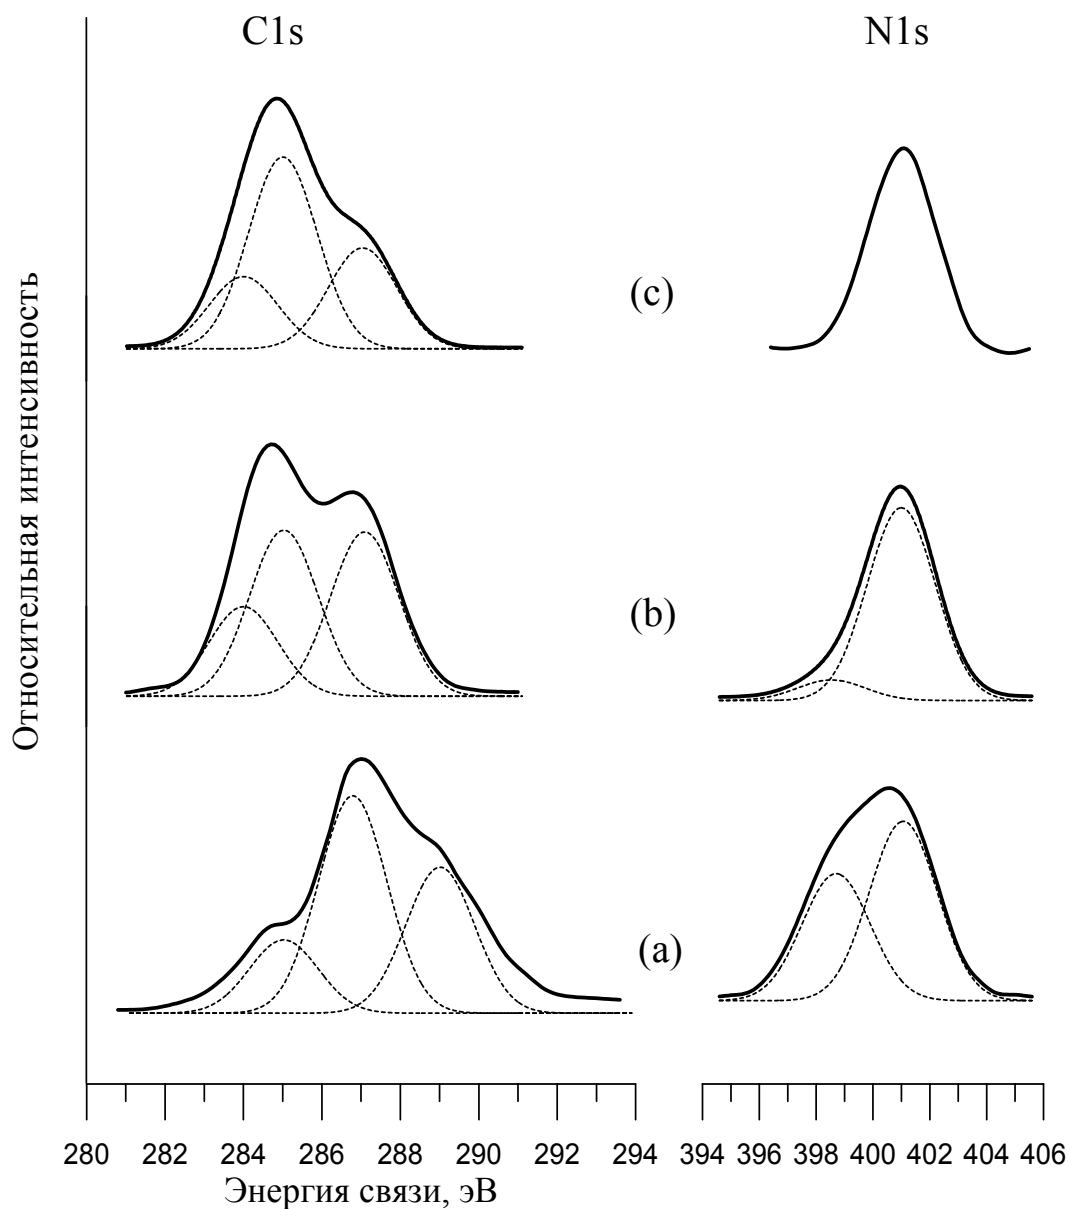 C1s N1s
Относительная интенсивность
(c)
(b)
(a)
280 282 284 286 288 290 292 294 394 396 398 400 402 404 406
Энергия связи, эВ